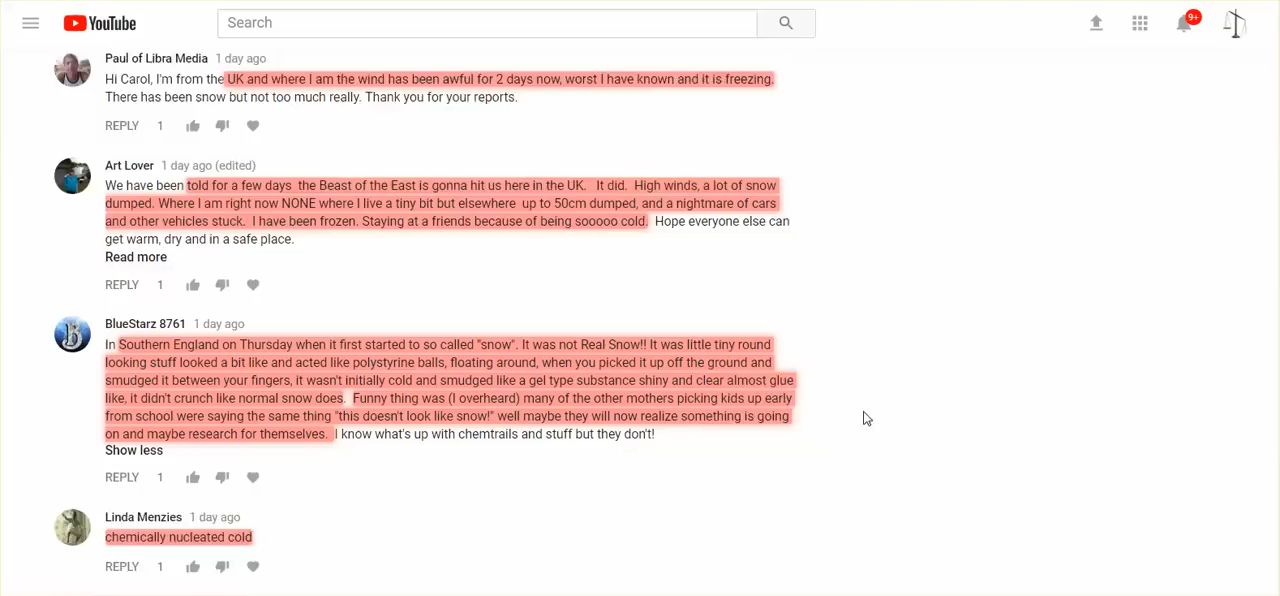 YouTube
Search
9+
Paul of Libra Media 1 day ago
Hi Carol, I'm from the UK and where I am the wind has been awful for 2 days now, worst I have known and it is freezing.
There has been snow but not too much really. Thank you for your reports.
REPLY 1
Art Lover 1 day ago (edited)
We have been told for a few days the Beast of the East is gonna hit us here in the UK. It did. High winds, a lot of snow
dumped. Where I am right now NONE where I live a tiny bit but elsewhere up to 50cm dumped, and a nightmare of cars
and other vehicles stuck. I have been frozen. Staying at a friends because of being sooooo cold. Hope everyone else can
get warm, dry and in a safe place.
Read more
REPLY 1
BlueStarz 8761 1 day ago
In Southern England on Thursday when it first started to so called "snow". It was not Real Snow!! It was little tiny round
looking stuff looked a bit like and acted like polystyrine balls, floating around, when you picked it up off the ground and
smudged it between your fingers, it wasn't initially cold and smudged like a gel type substance shiny and clear almost glue
like, it didn't crunch like normal snow does. Funny thing was (I overheard) many of the other mothers picking kids up early
from school were saying the same thing "this doesn't look like snow!" well maybe they will now realize something is going
on and maybe research for themselves. I know what's up with chemtrails and stuff but they don't!
Show less
REPLY 1
Linda Menzies 1 day ago
chemically nucleated cold
REPLY 1